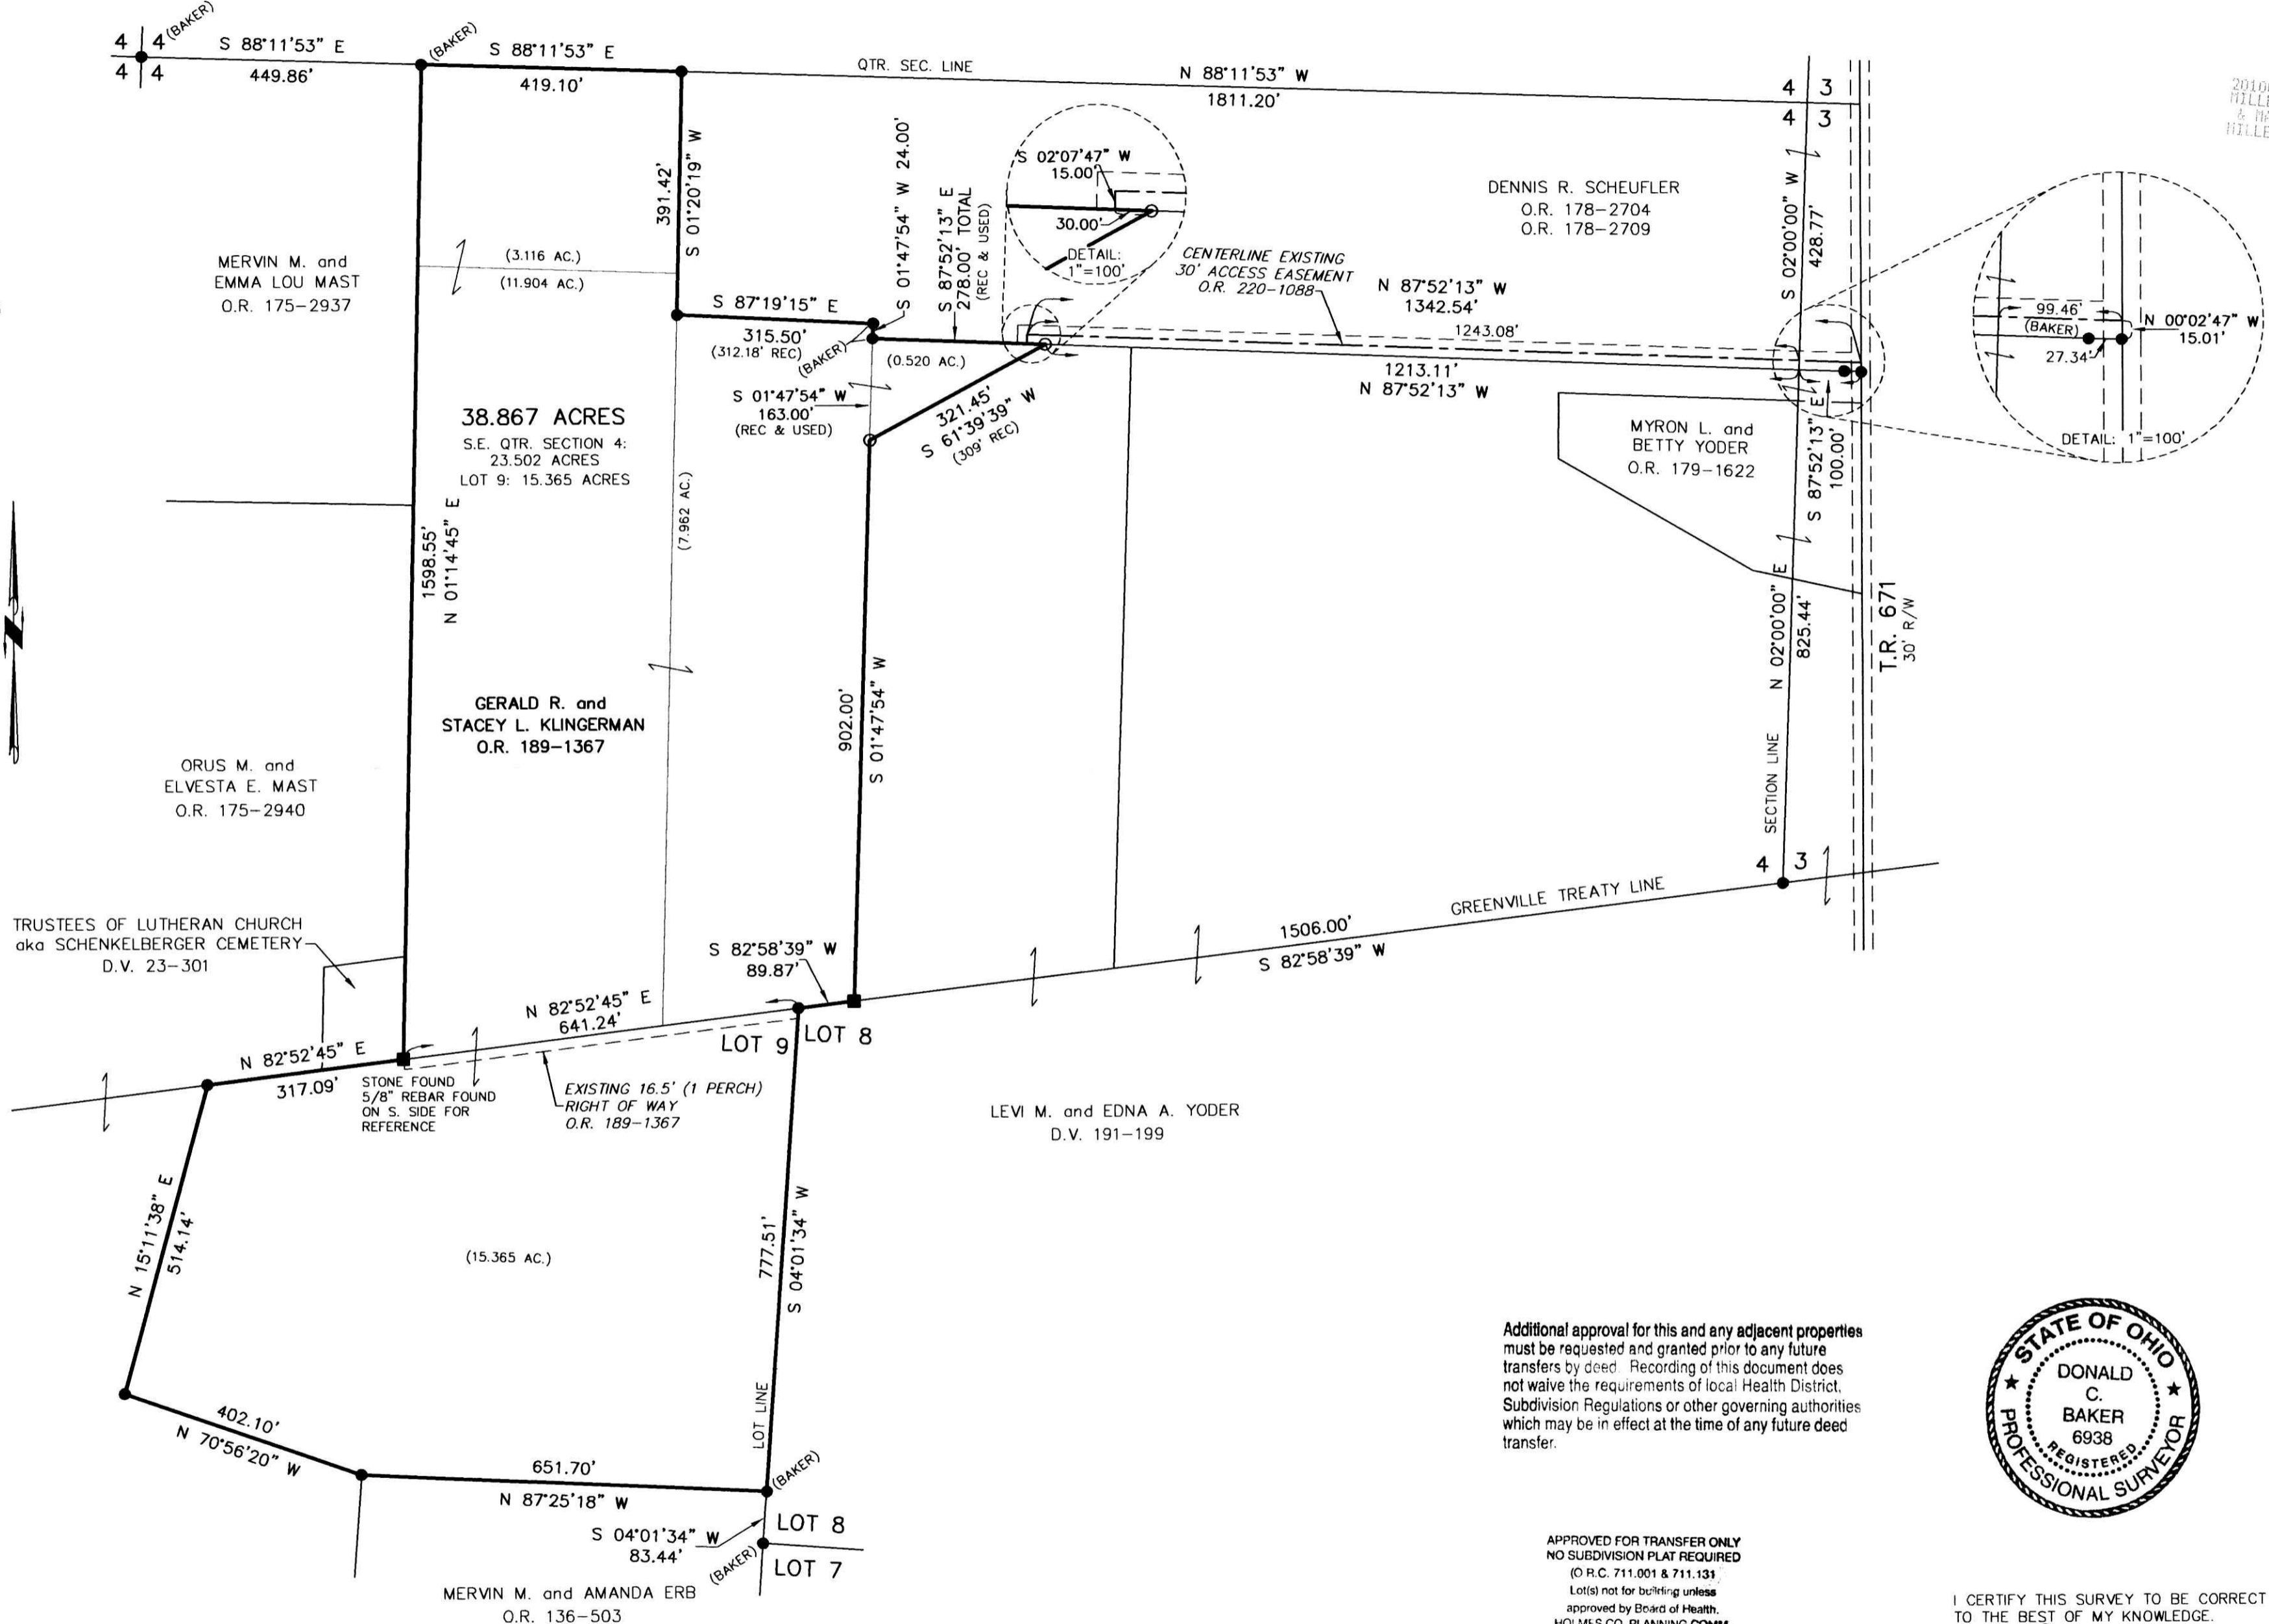 4 4 (BAKER)
4 4
S 88°11'53" E
449.86'
(BAKER)
S 88°11'53" E
419.10'
QTR. SEC. LINE
N 88°11'53" W
1811.20'
4 3
4 3
391.42'
S 01°20'19" W
S 01°47'54" W 24.00'
S 87°52'13" E
278.00' TOTAL
(REC & USED)
S 02°07'47" W
15.00'
30.00'
DETAIL:
1"=100'
DENNIS R. SCHEUFLER
O.R. 178-2704
O.R. 178-2709
S 02°00'00" W
428.77'
99.46'
(BAKER)
27.34'
N 00°02'47" W
15.01'
DETAIL: 1"=100'
MERVIN M. and
EMMA LOU MAST
O.R. 175-2937
(3.116 AC.)
(11.904 AC.)
CENTERLINE EXISTING
30' ACCESS EASEMENT
O.R. 220-1088
N 87°52'13" W
1342.54'
1243.08'
1213.11'
N 87°52'13" W
S 87°19'15" E
315.50'
(312.18' REC)
(BAKER)
(0.520 AC.)
S 01°47'54" W
163.00'
(REC & USED)
321.45'
S 61°39'39" W
(309' REC)
38.867 ACRES
S.E. QTR. SECTION 4:
23.502 ACRES
LOT 9: 15.365 ACRES
MYRON L. and
BETTY YODER
O.R. 179-1622
S 87°52'13" E
100.00'
1598.55'
N 01°14'45" E
(7.962 AC.)
GERALD R. and
STACEY L. KLINGERMAN
O.R. 189-1367
902.00'
S 01°47'54" W
SECTION LINE N 02°00'00" E
825.44'
T.R. 671
30' R/W
ORUS M. and
ELVESTA E. MAST
O.R. 175-2940
4 3
GREENVILLE TREATY LINE
1506.00'
S 82°58'39" W
TRUSTEES OF LUTHERAN CHURCH
aka SCHENKELBERGER CEMETERY
D.V. 23-301
S 82°58'39" W
89.87'
N 82°52'45" E
641.24'
LOT 9
LOT 8
N 82°52'45" E
317.09'
STONE FOUND
5/8" REBAR FOUND
ON S. SIDE FOR
REFERENCE
EXISTING 16.5' (1 PERCH)
RIGHT OF WAY
O.R. 189-1367
LEVI M. and EDNA A. YODER
D.V. 191-199
N 15°11'38" E
514.14'
(15.365 AC.)
777.51'
S 04°01'34" W
LOT LINE
402.10'
N 70°56'20" W
651.70'
N 87°25'18" W
(BAKER)
S 04°01'34" W
83.44'
LOT 8
(BAKER)
LOT 7
MERVIN M. and AMANDA ERB
O.R. 136-503
Additional approval for this and any adjacent properties
must be requested and granted prior to any future
transfers by deed. Recording of this document does
not waive the requirements of local Health District,
Subdivision Regulations or other governing authorities
which may be in effect at the time of any future deed
transfer.
STATE OF OHIO
DONALD
C.
BAKER
6938
REGISTERED
PROFESSIONAL SURVEYOR
APPROVED FOR TRANSFER ONLY
NO SUBDIVISION PLAT REQUIRED
(O R.C. 711.001 & 711.131
Lot(s) not for building unless
approved by Board of Health.
HOLMES CO. PLANNING COMM
I CERTIFY THIS SURVEY TO BE CORRECT
TO THE BEST OF MY KNOWLEDGE.